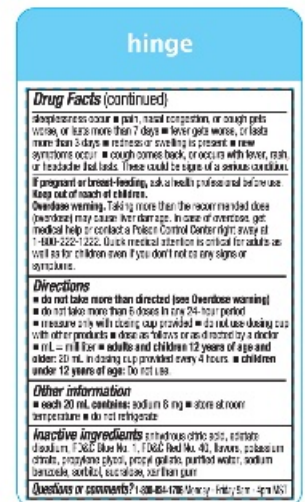 hinge
Drug Facts (continued)
sleeplessness occur ■ pain, nasal congestion, or cough gets
worse, or lasts more than 7 days ■ fever gets worse, or lasts
more than 3 days ■ redness or swelling is present ■ new
symptoms occur ■ cough comes back, or occurs with fever, rash,
or headache that lasts. These could be signs of a serious condition.
If pregnant or breast-feeding, ask a health professional before use.
Keep out of reach of children.
Overdose warning. Taking more than the recommended dose
(overdose) may cause liver damage. In case of overdose, get
medical help or contact a Poison Control Center right away at
1-800-222-1222. Quick medical attention is critical for adults as
well as for children even if you don't notice any signs or
symptoms.
Directions
■ do not take more than directed (see Overdose warning)
■ do not take more than 6 doses in any 24-hour period
■ measure only with dosing cup provided ■ do not use dosing cup
with other products ■ dose as follows or as directed by a doctor
■ mL = milliliter ■ adults and children 12 years of age and
older: 20 mL in dosing cup provided every 4 hours ■ children
under 12 years of age: Do not use.
Other information
■ each 20 mL contains: sodium 8 mg ■ store at room
temperature ■ do not refrigerate
Inactive ingredients anhydrous citric acid, edetate
disodium, FD&C Blue No. 1, FD&C Red No. 40, flavors, potassium
citrate, propylene glycol, propyl gallate, purified water, sodium
benzoate, sorbitol, sucralose, xanthan gum
Questions or comments? Monday - Friday 9am - 4pm